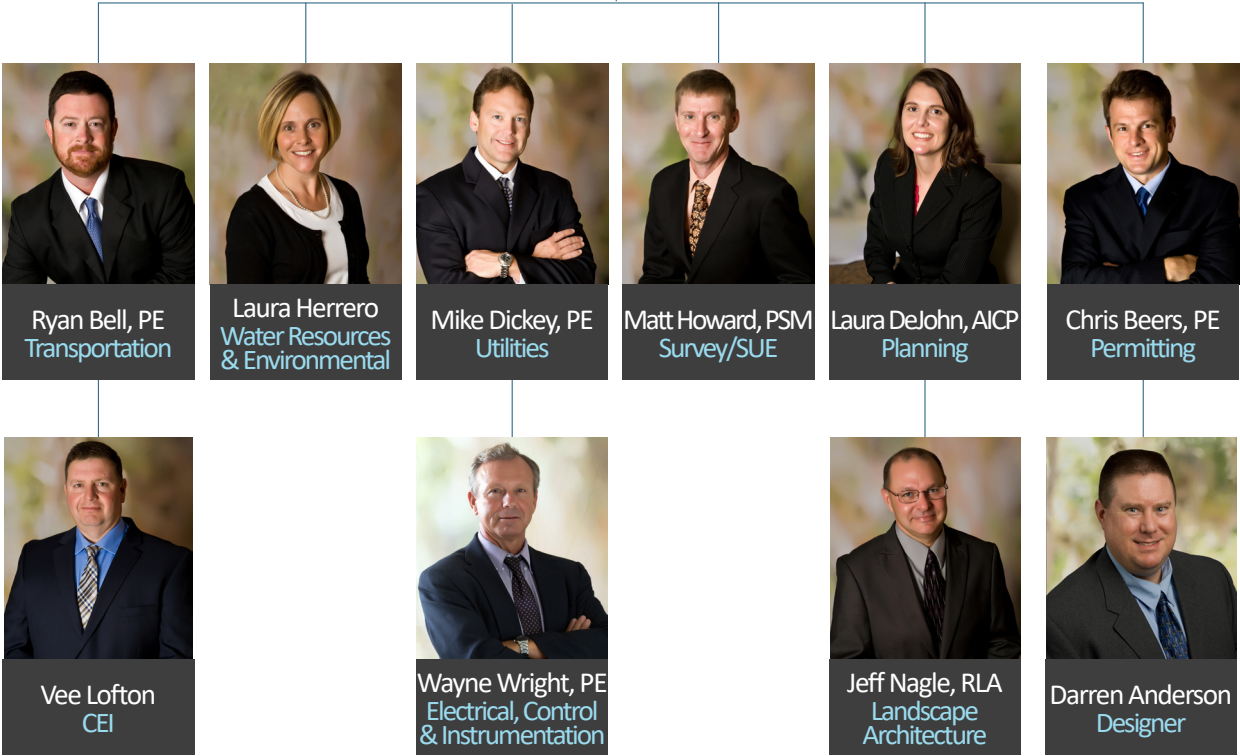 Ryan Bell, PE
Transportation
Laura Herrero
Water Resources
& Environmental
Mike Dickey, PE
Utilities
Matt Howard, PSM
Survey/SUE
Laura DeJohn, AICP
Planning
Chris Beers, PE
Permitting
Vee Lofton
CEI
Wayne Wright, PE
Electrical, Control
& Instrumentation
Jeff Nagle, RLA
Landscape
Architecture
Darren Anderson
Designer